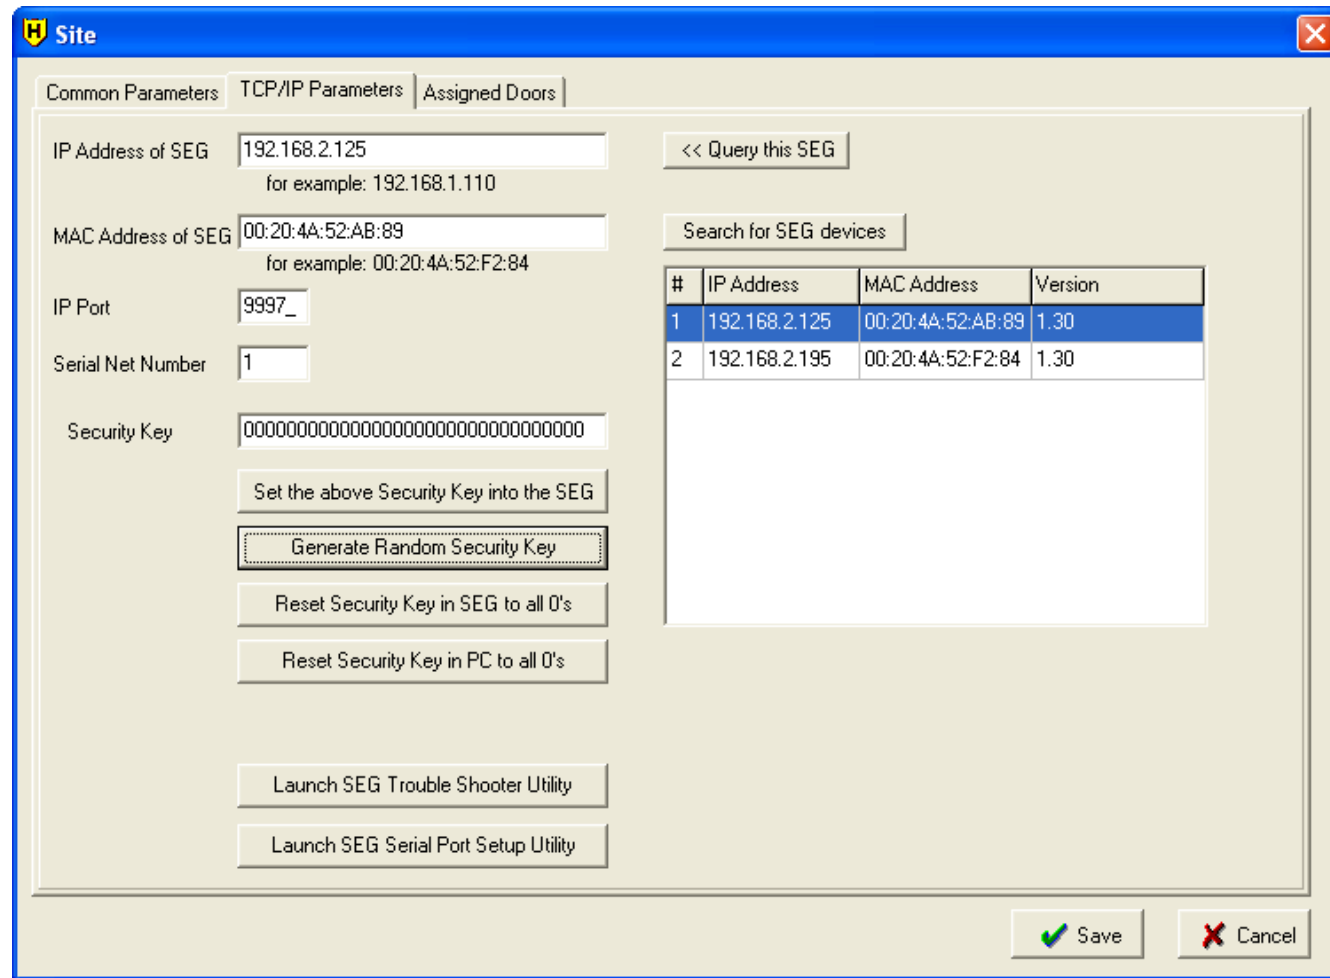 H Site
Common Parameters TCP/IP Parameters Assigned Doors
IP Address of SEG 192.168.2.125 << Query this SEG
for example: 192.168.1.110
MAC Address of SEG 00:20:4A:52:AB:89 Search for SEG devices
for example: 00:20:4A:52:F2:84
# IP Address MAC Address Version
IP Port 9997_
1 192.168.2.125 00:20:4A:52:AB:89 1.30
Serial Net Number 1
2 192.168.2.195 00:20:4A:52:F2:84 1.30
Security Key 00000000000000000000000000000000
Set the above Security Key into the SEG
Generate Random Security Key
Reset Security Key in SEG to all 0's
Reset Security Key in PC to all 0's
Launch SEG Trouble Shooter Utility
Launch SEG Serial Port Setup Utility
Save Cancel